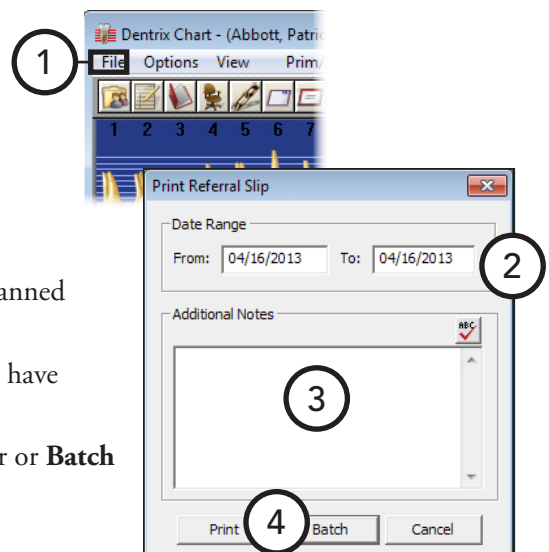 Dentrix Chart - (Abbott, Patric
1
File Options View Prim/
1 2 3 4 5 6 7
Print Referral Slip
Date Range
From: 04/16/2013 To: 04/16/2013
2
anned
Additional Notes
ABC
have
3
r or Batch
4
Print Batch Cancel